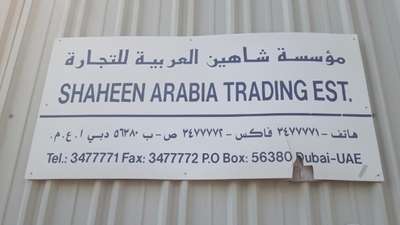 مؤسسة شاهين العربية للتجارة
SHAHEEN ARABIA TRADING EST.
هاتف - ٣٤٧٧٧٧١ فاكس - ٣٤٧٧٧٧٢ ص - ب ٥٦٣٨٠ دبي ا.ع.م.
Tel.: 3477771 Fax: 3477772 P.O Box: 56380 Dubai-UAE